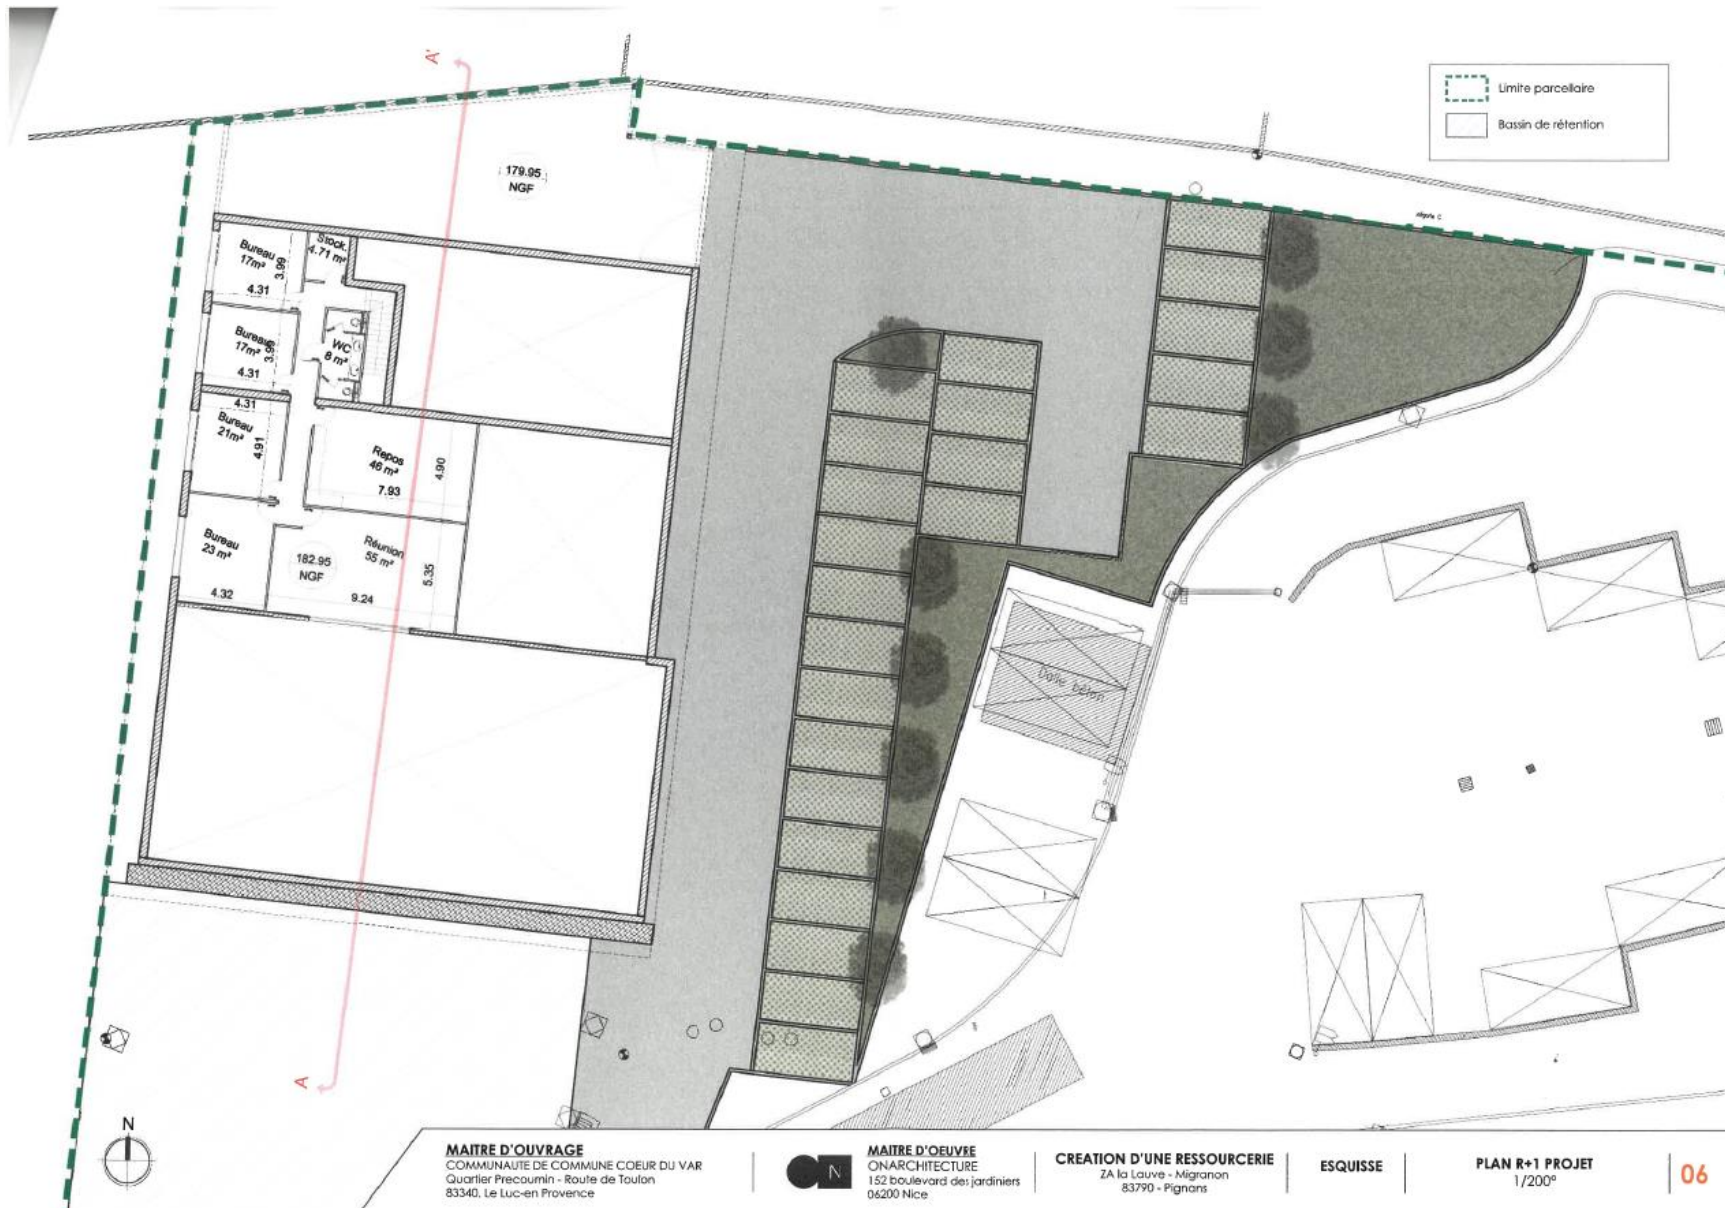 A'
Limite parcellaire
Bassin de rétention
179.95
NGF
Bureau
17m²
3.99
4.31
Stock.
4.71 m²
Bureau
17m²
3.99
4.31
WC
8 m²
4.31
Bureau
21m²
4.91
Repos
46 m²
7.93
4.90
Bureau
23 m²
4.32
182.95
NGF
Réunion
55 m²
5.35
9.24
Dalle béton
A
N
MAITRE D'OUVRAGE
COMMUNAUTE DE COMMUNE COEUR DU VAR
Quartier Precoumin - Route de Toulon
83340, Le Luc-en Provence
N
MAITRE D'OEUVRE
ONARCHITECTURE
152 boulevard des jardiniers
06200 Nice
CREATION D'UNE RESSOURCERIE
ZA la Lauve - Migranon
83790 - Pignans
ESQUISSE
PLAN R+1 PROJET
1/200°
06